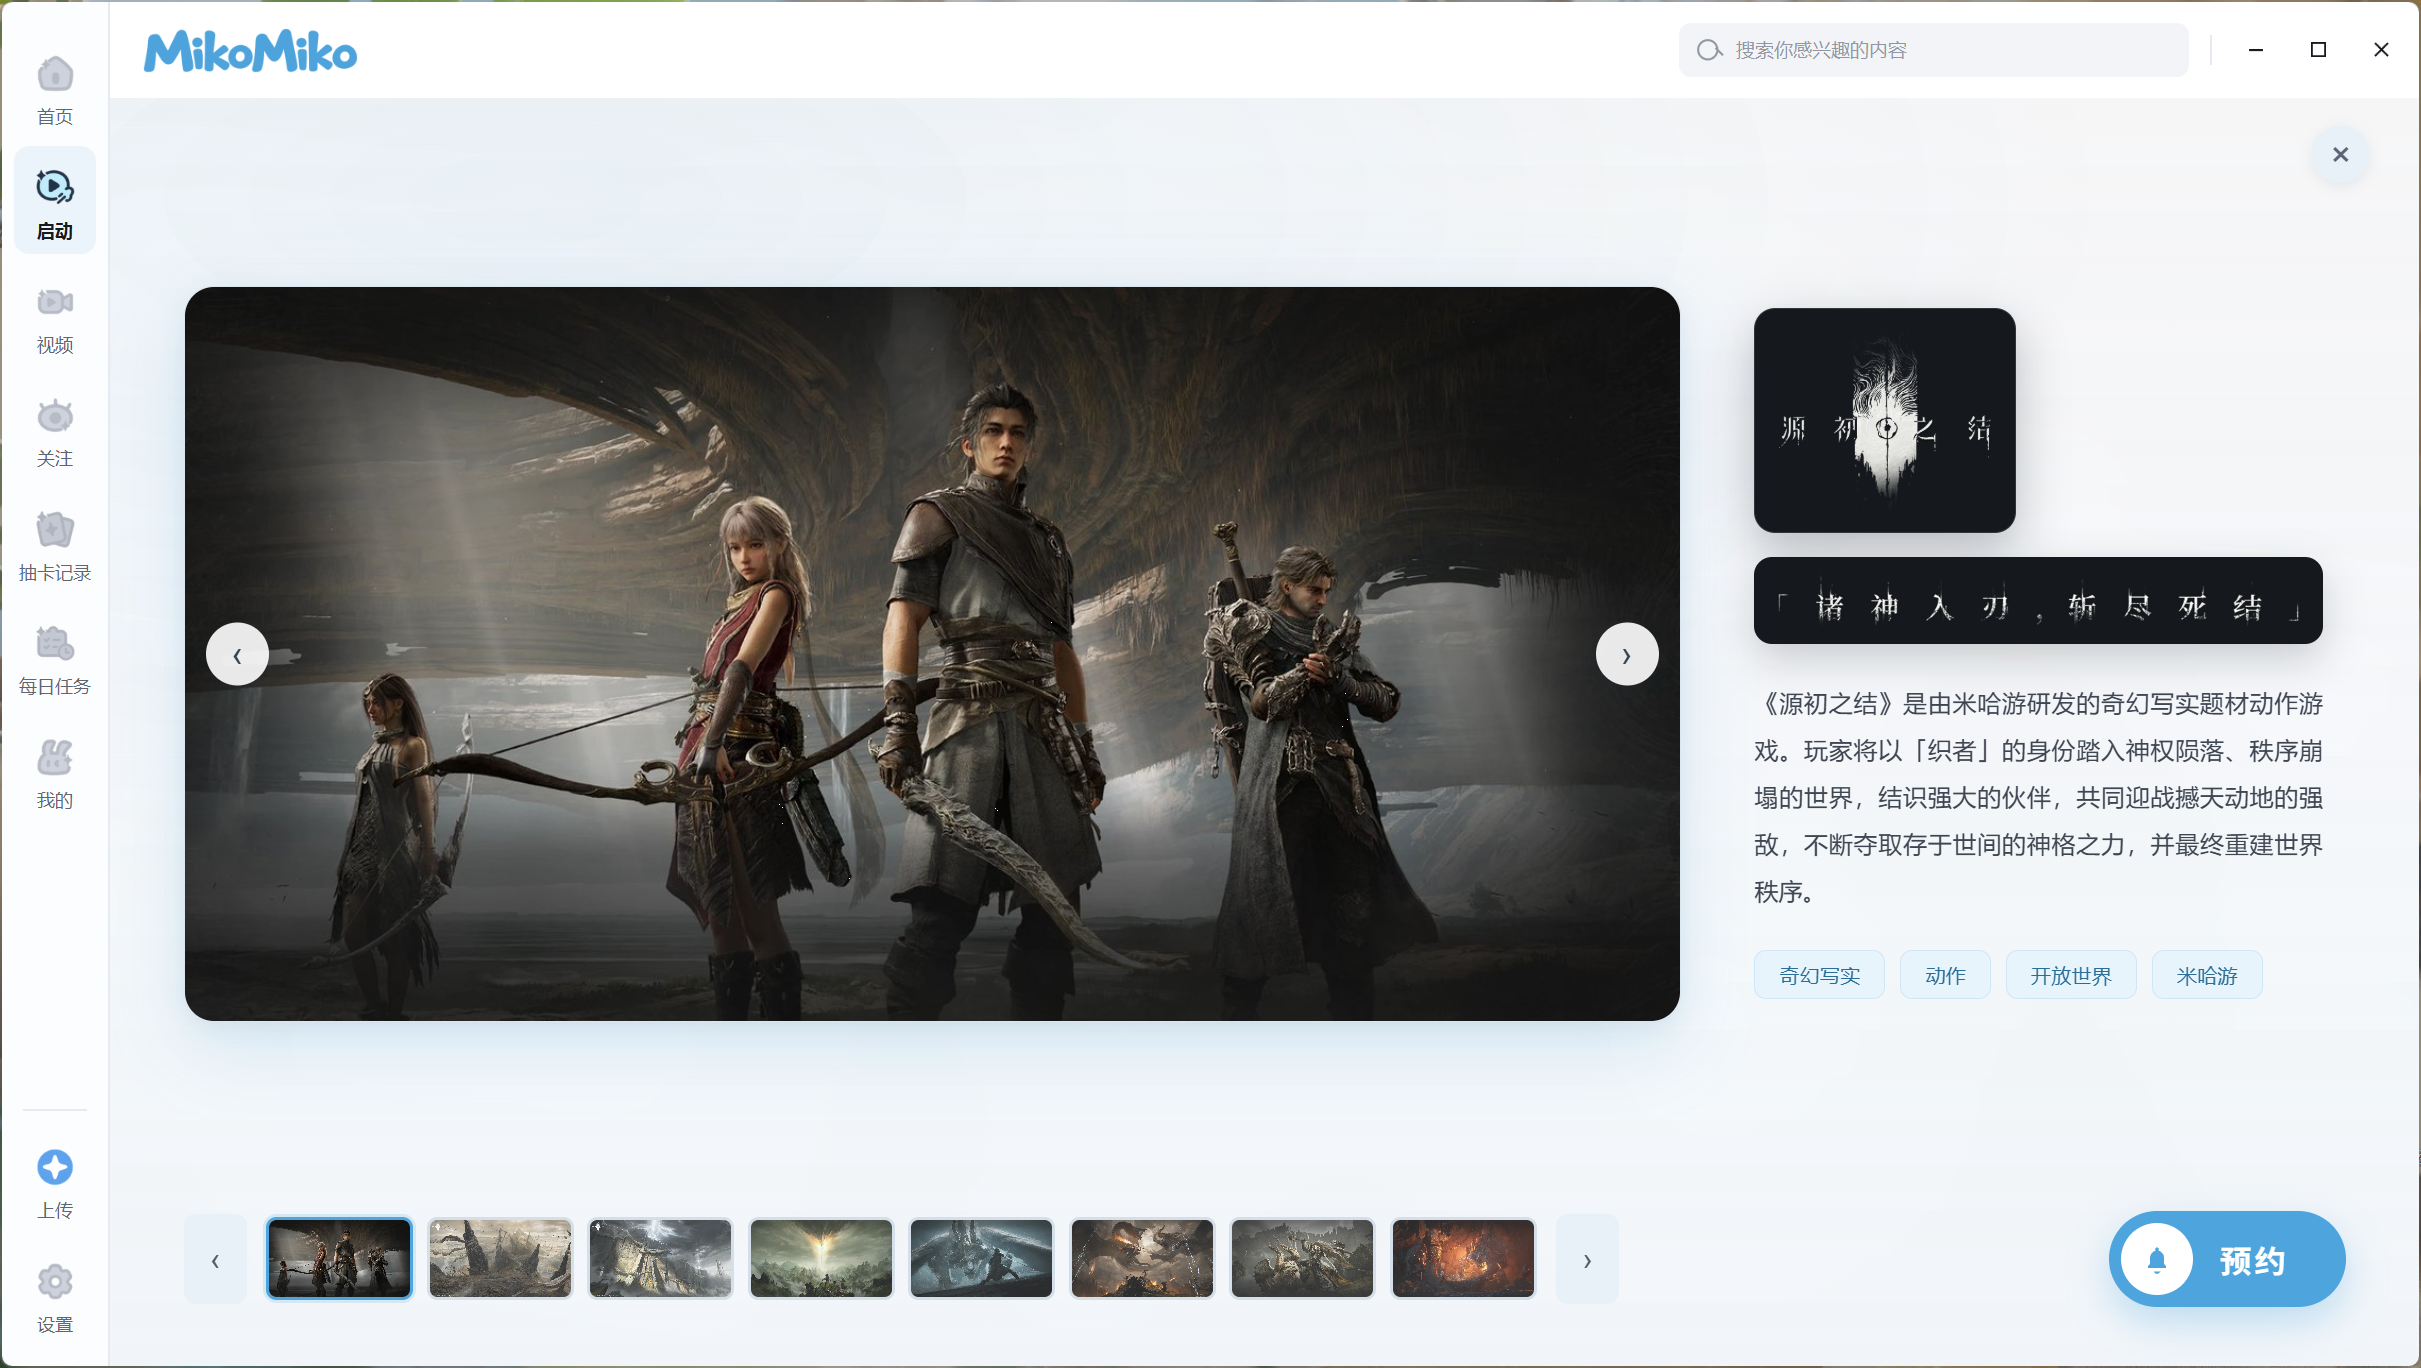 MikoMiko
搜索你感兴趣的内容
首页
启动
视频
关注
抽卡记录
每日任务
我的
上传
设置
源初之结
「诸神入刃，斩尽死结」
《源初之结》是由米哈游研发的奇幻写实题材动作游
戏。玩家将以「织者」的身份踏入神权陨落、秩序崩
塌的世界，结识强大的伙伴，共同迎战撼天动地的强
敌，不断夺取存于世间的神格之力，并最终重建世界
秩序。
奇幻写实
动作
开放世界
米哈游
预约